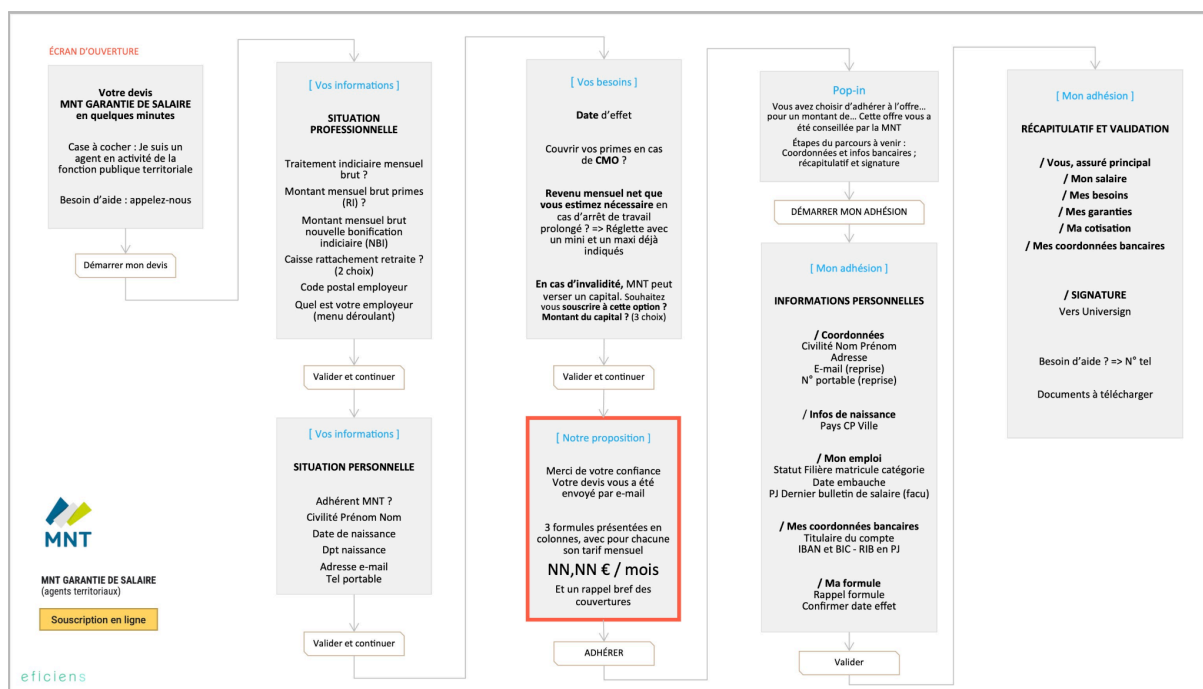 ÉCRAN D'OUVERTURE
Votre devis
MNT GARANTIE DE SALAIRE
en quelques minutes
Case à cocher : Je suis un
agent en activité de la
fonction publique territoriale
Besoin d'aide : appelez-nous
Démarrer mon devis
[ Vos informations ]
SITUATION
PROFESSIONNELLE
Traitement indiciaire mensuel
brut ?
Montant mensuel brut primes
(RI) ?
Montant mensuel brut
nouvelle bonification
indiciaire (NBI)
Caisse rattachement retraite ?
(2 choix)
Code postal employeur
Quel est votre employeur
(menu déroulant)
Valider et continuer
[ Vos informations ]
SITUATION PERSONNELLE
Adhérent MNT ?
Civilité Prénom Nom
Date de naissance
Dpt naissance
Adresse e-mail
Tel portable
Valider et continuer
[ Vos besoins ]
Date d'effet
Couvrir vos primes en cas
de CMO ?
Revenu mensuel net que
vous estimez nécessaire en
cas d'arrêt de travail
prolongé ? => Réglette avec
un mini et un maxi déjà
indiqués
En cas d'invalidité, MNT peut
verser un capital. Souhaitez
vous souscrire à cette option ?
Montant du capital ? (3 choix)
Valider et continuer
[ Notre proposition ]
Merci de votre confiance
Votre devis vous a été
envoyé par e-mail
3 formules présentées en
colonnes, avec pour chacune
son tarif mensuel
NN,NN € / mois
Et un rappel bref des
couvertures
ADHÉRER
Pop-in
Vous avez choisir d'adhérer à l'offre…
pour un montant de… Cette offre vous a
été conseillée par la MNT
Étapes du parcours à venir :
Coordonnées et infos bancaires ;
récapitulatif et signature
DÉMARRER MON ADHÉSION
[ Mon adhésion ]
INFORMATIONS PERSONNELLES
/ Coordonnées
Civilité Nom Prénom
Adresse
E-mail (reprise)
N° portable (reprise)
/ Infos de naissance
Pays CP Ville
/ Mon emploi
Statut Filière matricule catégorie
Date embauche
PJ Dernier bulletin de salaire (facu)
/ Mes coordonnées bancaires
Titulaire du compte
IBAN et BIC - RIB en PJ
/ Ma formule
Rappel formule
Confirmer date effet
Valider
[ Mon adhésion ]
RÉCAPITULATIF ET VALIDATION
/ Vous, assuré principal
/ Mon salaire
/ Mes besoins
/ Mes garanties
/ Ma cotisation
/ Mes coordonnées bancaires
/ SIGNATURE
Vers Universign
Besoin d'aide ? => N° tel
Documents à télécharger
MNT
MNT GARANTIE DE SALAIRE
(agents territoriaux)
Souscription en ligne
eficiens